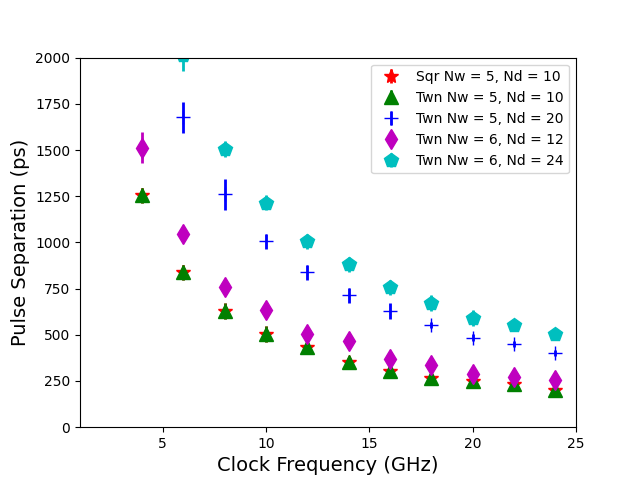 2000
1750
1500
1250
1000
750
500
250
0
Pulse Separation (ps)
Sqr Nw = 5, Nd = 10
Twn Nw = 5, Nd = 10
Twn Nw = 5, Nd = 20
Twn Nw = 6, Nd = 12
Twn Nw = 6, Nd = 24
5 10 15 20 25
Clock Frequency (GHz)